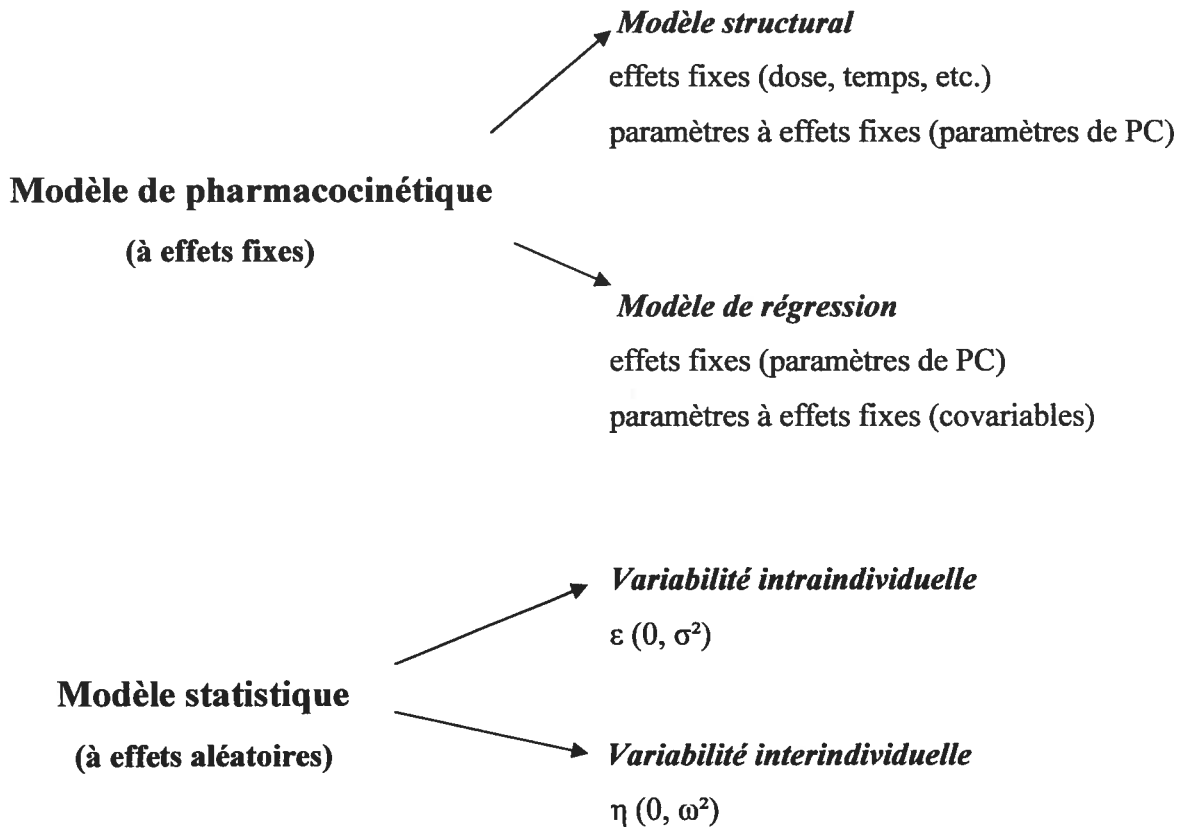 Modèle structural
effets fixes (dose, temps, etc.)
paramètres à effets fixes (paramètres de PC)
Modèle de pharmacocinétique
(à effets fixes)
Modèle de régression
effets fixes (paramètres de PC)
paramètres à effets fixes (covariables)
Variabilité intraindividuelle
ε (0, σ²)
Modèle statistique
(à effets aléatoires)
Variabilité interindividuelle
η (0, ω²)